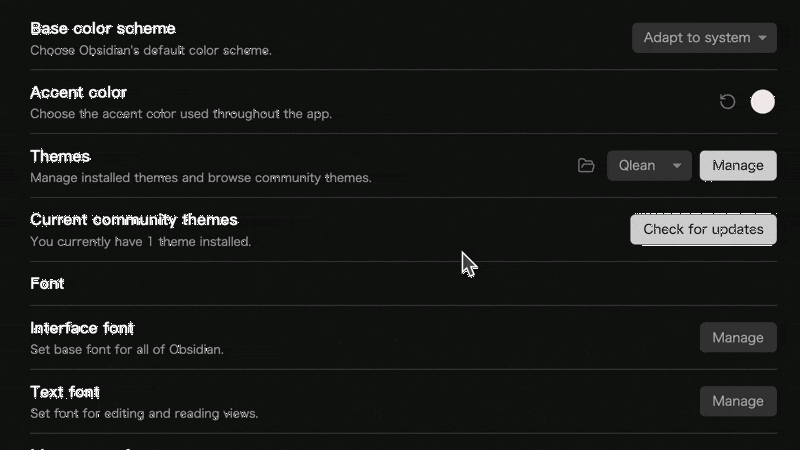 Base color scheme
Choose Obsidian's default color scheme.
Adapt to system
Accent color
Choose the accent color used throughout the app.
Themes
Manage installed themes and browse community themes.
Qlean
Manage
Current community themes
You currently have 1 theme installed.
Check for updates
Font
Interface font
Set base font for all of Obsidian.
Manage
Text font
Set font for editing and reading views.
Manage